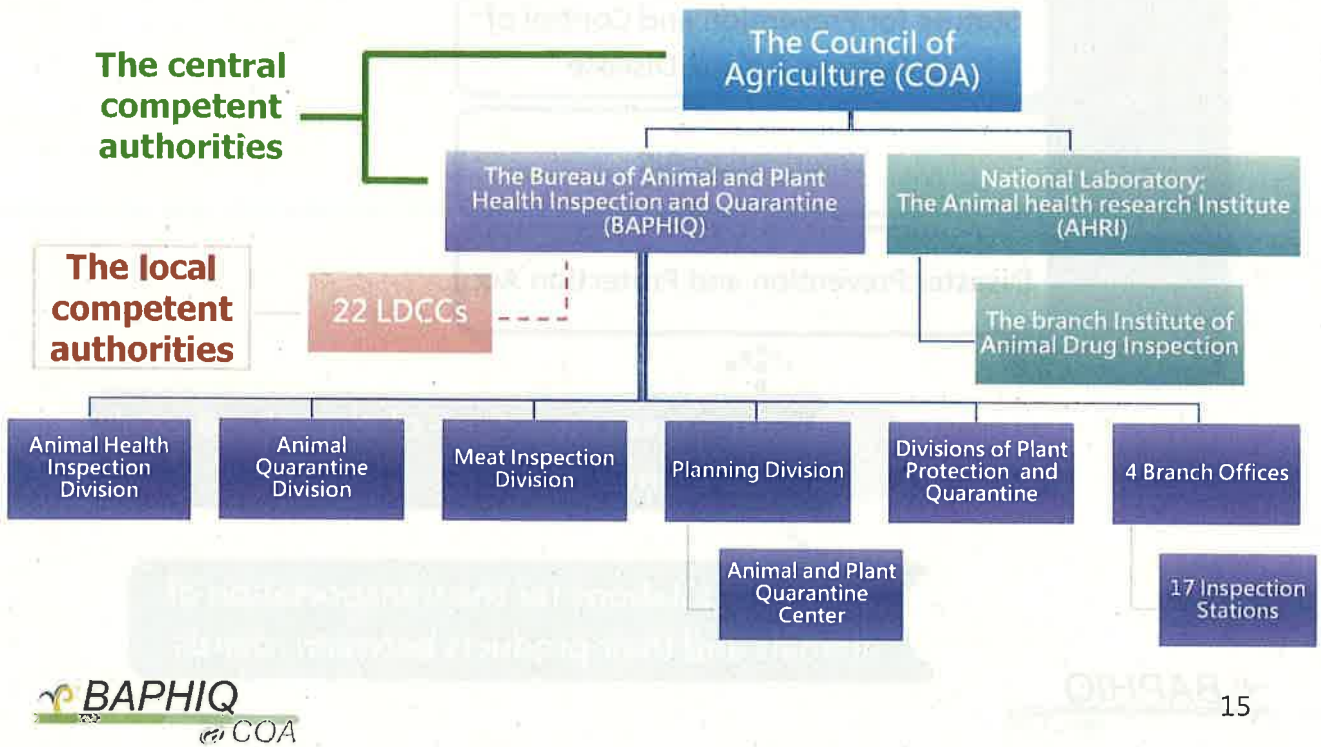 The central
competent
authorities
The Council of
Agriculture (COA)
The Bureau of Animal and Plant
Health Inspection and Quarantine
(BAPHIQ)
National Laboratory:
The Animal health research Institute
(AHRI)
The local
competent
authorities
22 LDCCs
The branch Institute of
Animal Drug Inspection
Animal Health
Inspection
Division
Animal
Quarantine
Division
Meat Inspection
Division
Planning Division
Divisions of Plant
Protection and
Quarantine
4 Branch Offices
Animal and Plant
Quarantine
Center
17 Inspection
Stations
BAPHIQ
COA
15